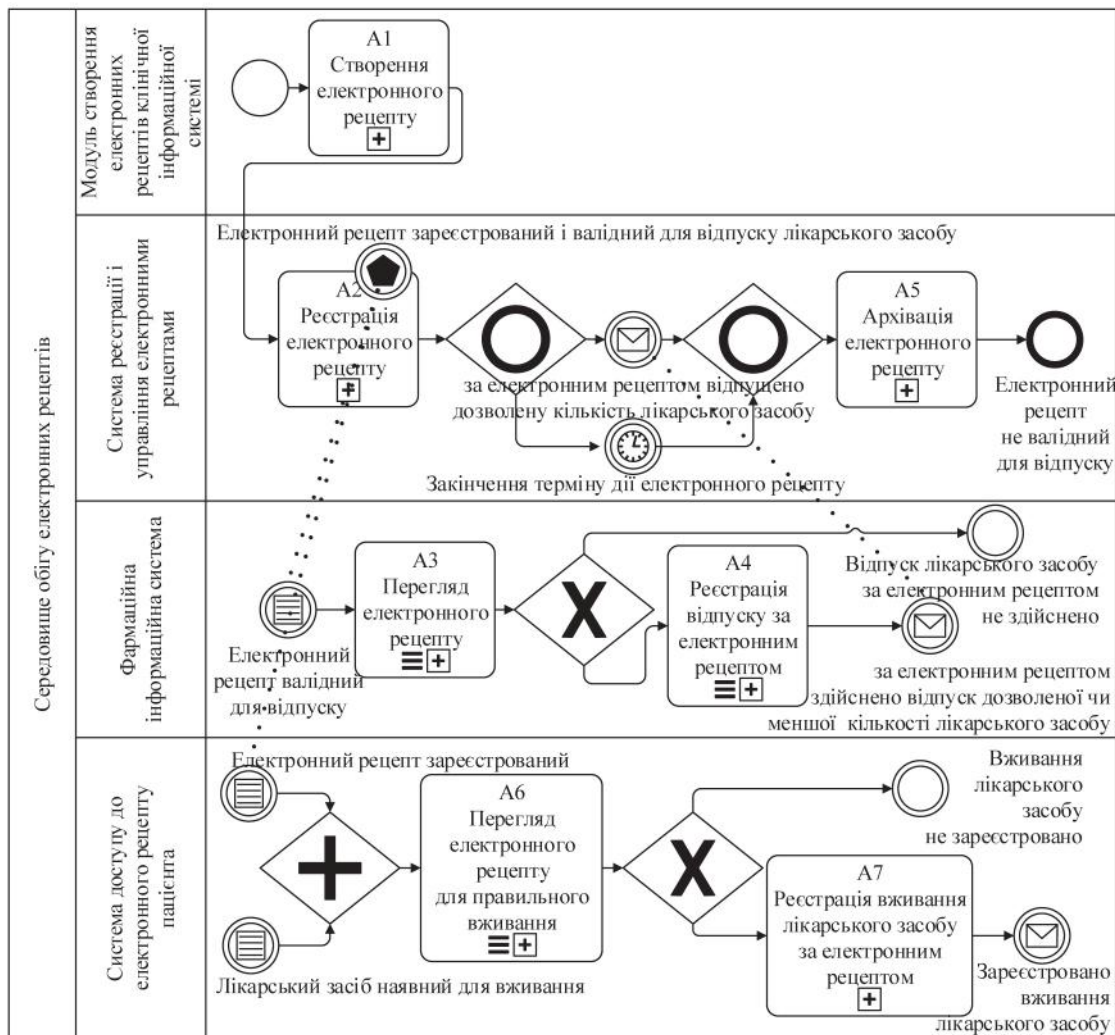 Середовище обігу електронних рецептів
Модуль створення
електронних
рецептів клінічної
інформаційної
системі
A1
Створення
електронного
рецепту
Система реєстрації і
управління електронними
рецептами
Електронний рецепт зареєстрований і валідний для відпуску лікарського засобу
A2
Реєстрація
електронного
рецепту
за електронним рецептом відпущено
дозволену кількість лікарського засобу
Закінчення терміну дії електронного рецепту
A5
Архівація
електронного
рецепту
Електронний
рецепт
не валідний
для відпуску
Фармаційна
інформаційна система
Електронний
рецепт валідний
для відпуску
A3
Перегляд
електронного
рецепту
X
A4
Реєстрація
відпуску за
електронним
рецептом
Відпуск лікарського засобу
за електронним рецептом
не здійснено
за електронним рецептом
здійснено відпуск дозволеної чи
меншої кількості лікарського засобу
Система доступу до
електронного рецепту
пацієнта
Електронний рецепт зареєстрований
Лікарський засіб наявний для вживання
A6
Перегляд
електронного
рецепту
для правильного
вживання
X
Вживання
лікарського
засобу
не зареєстровано
A7
Реєстрація вживання
лікарського засобу
за електронним
рецептом
Зареєстровано
вживання
лікарського засобу